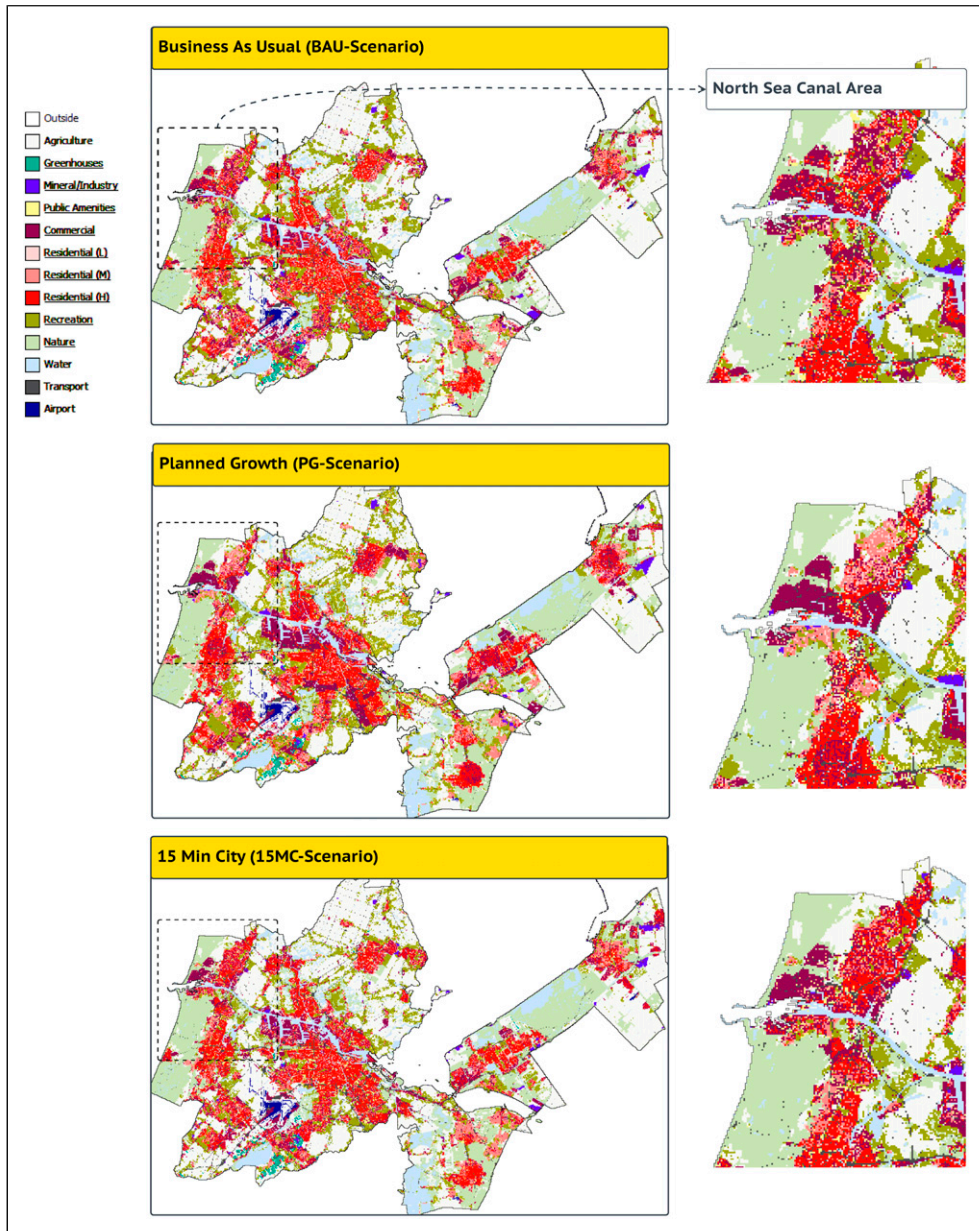 Business As Usual (BAU-Scenario)
North Sea Canal Area
Outside
Agriculture
Greenhouses
Mineral/Industry
Public Amenities
Commercial
Residential (L)
Residential (M)
Residential (H)
Recreation
Nature
Water
Transport
Airport
Planned Growth (PG-Scenario)
15 Min City (15MC-Scenario)